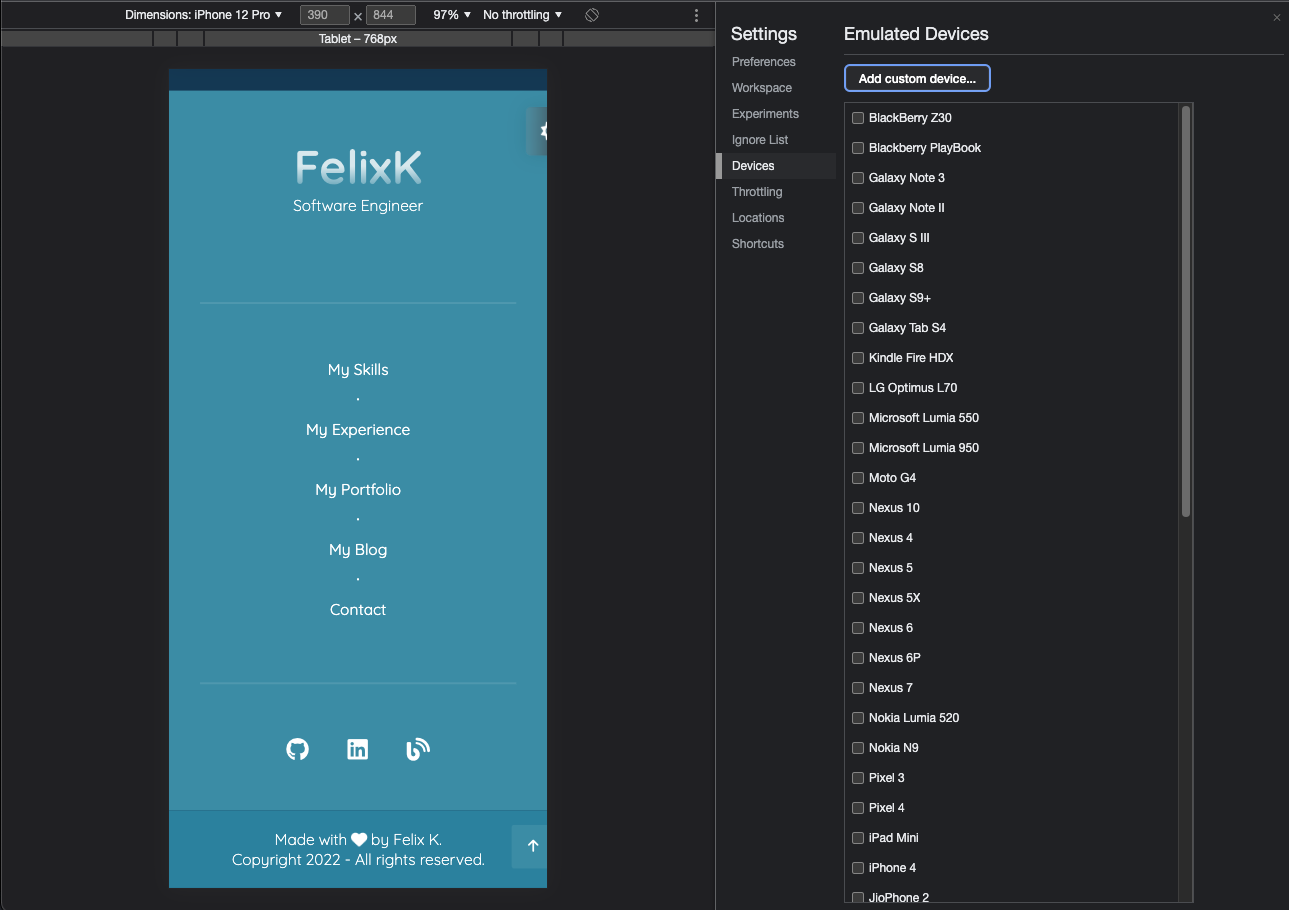 Dimensions: iPhone 12 Pro ▼ 390 × 844 97% ▼ No throttling ▼
Tablet – 768px
FelixK
Software Engineer
My Skills
·
My Experience
·
My Portfolio
·
My Blog
·
Contact
in
Made with ♥ by Felix K.
Copyright 2022 - All rights reserved.
Settings
Preferences
Workspace
Experiments
Ignore List
Devices
Throttling
Locations
Shortcuts
Emulated Devices
Add custom device...
BlackBerry Z30
Blackberry PlayBook
Galaxy Note 3
Galaxy Note II
Galaxy S III
Galaxy S8
Galaxy S9+
Galaxy Tab S4
Kindle Fire HDX
LG Optimus L70
Microsoft Lumia 550
Microsoft Lumia 950
Moto G4
Nexus 10
Nexus 4
Nexus 5
Nexus 5X
Nexus 6
Nexus 6P
Nexus 7
Nokia Lumia 520
Nokia N9
Pixel 3
Pixel 4
iPad Mini
iPhone 4
JioPhone 2